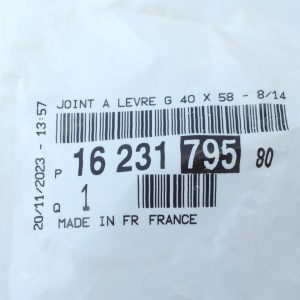 JOINT A LEVRE G 40 X 58 - 8/14
20/11/2023 - 13:57
P 16 231 795 80
Q 1
MADE IN FR FRANCE